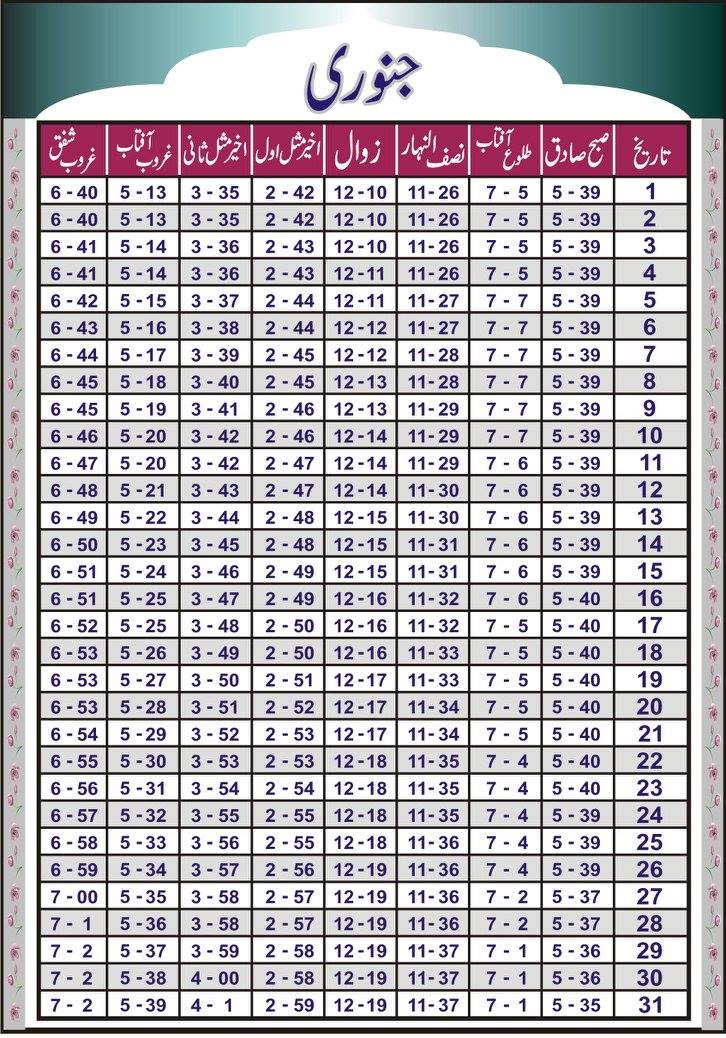 جنوری
تاریخ صبح صادق طلوع آفتاب نصف النہار زوال اخیر مثل اول اخیر مثل ثانی غروب آفتاب غروب شفق
1 5 - 39 7 - 5 11- 26 12 -10 2 - 42 3 - 35 5 -13 6 - 40
2 5 - 39 7 - 5 11- 26 12 -10 2 - 42 3 - 35 5 -13 6 - 40
3 5 - 39 7 - 5 11- 26 12 -10 2 - 43 3 - 36 5 -14 6 - 41
4 5 - 39 7 - 5 11- 26 12 -11 2 - 43 3 - 36 5 -14 6 - 41
5 5 - 39 7 - 7 11- 27 12 -11 2 - 44 3 - 37 5 -15 6 - 42
6 5 - 39 7 - 7 11- 27 12 -12 2 - 44 3 - 38 5 -16 6 - 43
7 5 - 39 7 - 7 11- 28 12 -12 2 - 45 3 - 39 5 -17 6 - 44
8 5 - 39 7 - 7 11- 28 12 -13 2 - 45 3 - 40 5 -18 6 - 45
9 5 - 39 7 - 7 11- 29 12 -13 2 - 46 3 - 41 5 -19 6 - 45
10 5 - 39 7 - 7 11- 29 12 -14 2 - 46 3 - 42 5 -20 6 - 46
11 5 - 39 7 - 6 11- 29 12 -14 2 - 47 3 - 42 5 -20 6 - 47
12 5 - 39 7 - 6 11- 30 12 -14 2 - 47 3 - 43 5 -21 6 - 48
13 5 - 39 7 - 6 11- 30 12 -15 2 - 48 3 - 44 5 -22 6 - 49
14 5 - 39 7 - 6 11- 31 12 -15 2 - 48 3 - 45 5 -23 6 - 50
15 5 - 39 7 - 6 11- 31 12 -15 2 - 49 3 - 46 5 -24 6 - 51
16 5 - 40 7 - 6 11- 32 12 -16 2 - 49 3 - 47 5 -25 6 - 51
17 5 - 40 7 - 5 11- 32 12 -16 2 - 50 3 - 48 5 -25 6 - 52
18 5 - 40 7 - 5 11- 33 12 -16 2 - 50 3 - 49 5 -26 6 - 53
19 5 - 40 7 - 5 11- 33 12 -17 2 - 51 3 - 50 5 -27 6 - 53
20 5 - 40 7 - 5 11- 34 12 -17 2 - 52 3 - 51 5 -28 6 - 53
21 5 - 40 7 - 5 11- 34 12 -17 2 - 53 3 - 52 5 -29 6 - 54
22 5 - 40 7 - 4 11- 35 12 -18 2 - 53 3 - 53 5 -30 6 - 55
23 5 - 40 7 - 4 11- 35 12 -18 2 - 54 3 - 54 5 -31 6 - 56
24 5 - 39 7 - 4 11- 35 12 -18 2 - 55 3 - 55 5 -32 6 - 57
25 5 - 39 7 - 4 11- 36 12 -18 2 - 55 3 - 56 5 -33 6 - 58
26 5 - 39 7 - 4 11- 36 12 -19 2 - 56 3 - 57 5 -34 6 - 59
27 5 - 37 7 - 2 11- 36 12 -19 2 - 57 3 - 58 5 -35 7 - 00
28 5 - 37 7 - 2 11- 36 12 -19 2 - 57 3 - 58 5 -36 7 - 1
29 5 - 36 7 - 1 11- 37 12 -19 2 - 58 3 - 59 5 -37 7 - 2
30 5 - 36 7 - 1 11- 37 12 -19 2 - 58 4 - 00 5 -38 7 - 2
31 5 - 35 7 - 1 11- 37 12 -19 2 - 59 4 - 1 5 -39 7 - 2